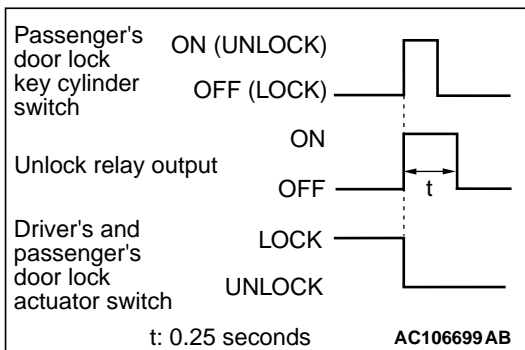 Passenger's
door lock
key cylinder
switch
ON (UNLOCK)
OFF (LOCK)
Unlock relay output
ON
OFF
t
Driver's and
passenger's
door lock
actuator switch
LOCK
UNLOCK
t: 0.25 seconds
AC106699AB